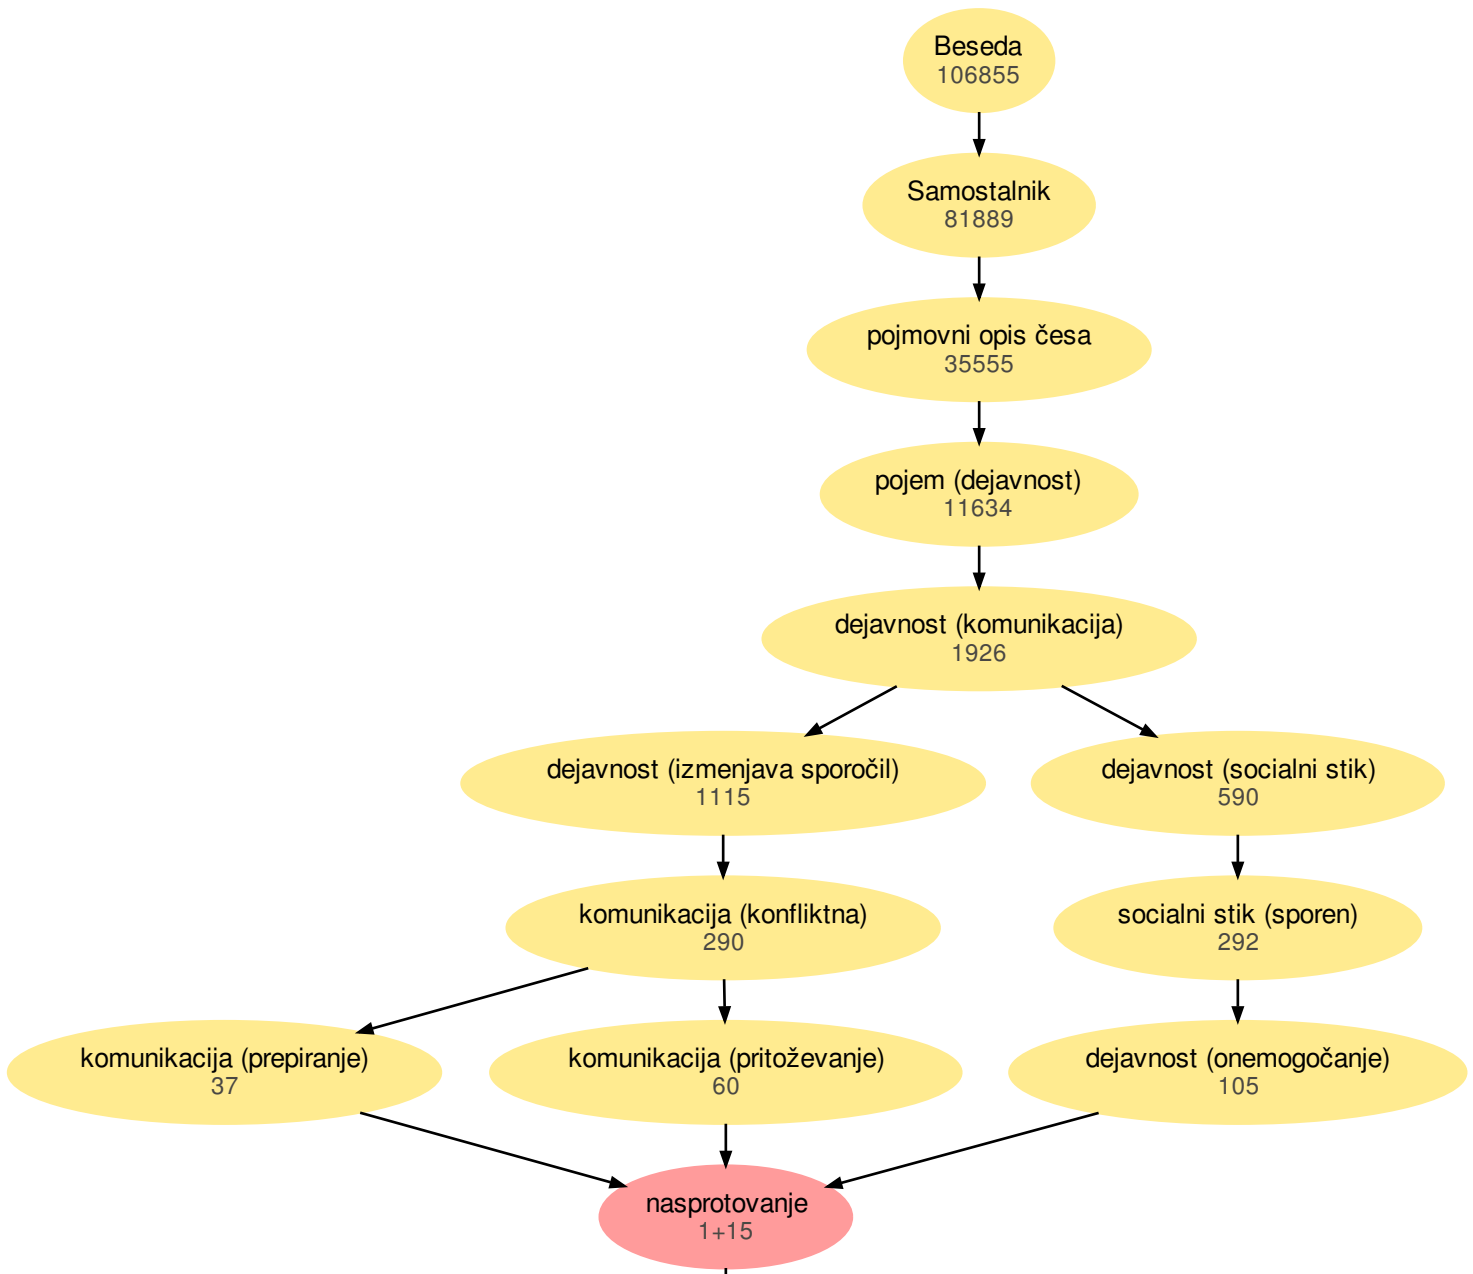 Beseda
106855
Samostalnik
81889
pojmovni opis česa
35555
pojem (dejavnost)
11634
dejavnost (komunikacija)
1926
dejavnost (izmenjava sporočil)
1115
dejavnost (socialni stik)
590
komunikacija (konfliktna)
290
socialni stik (sporen)
292
komunikacija (prepiranje)
37
komunikacija (pritoževanje)
60
dejavnost (onemogočanje)
105
nasprotovanje
1+15